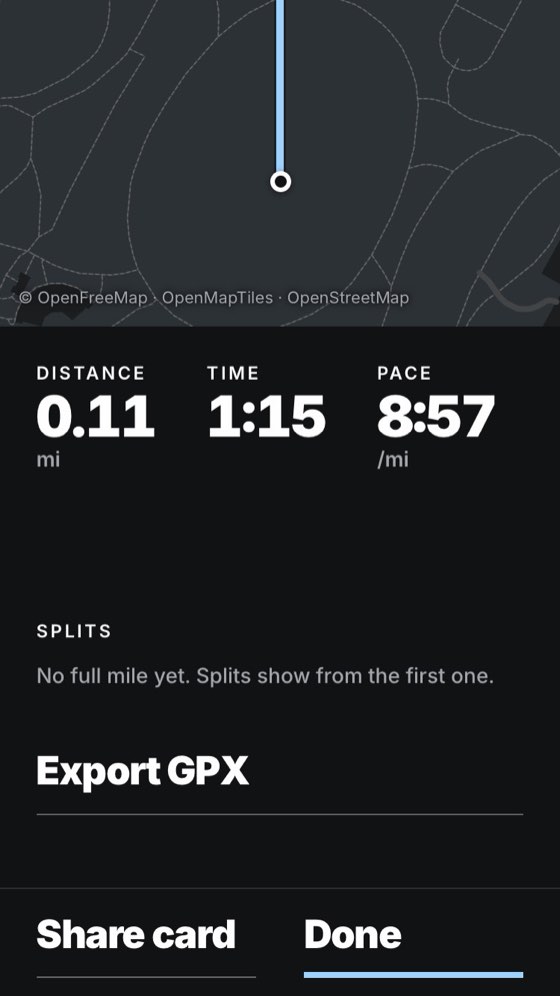 © OpenFreeMap · OpenMapTiles · OpenStreetMap
DISTANCE TIME PACE
0.11 1:15 8:57
mi /mi
SPLITS
No full mile yet. Splits show from the first one.
Export GPX
Share card Done